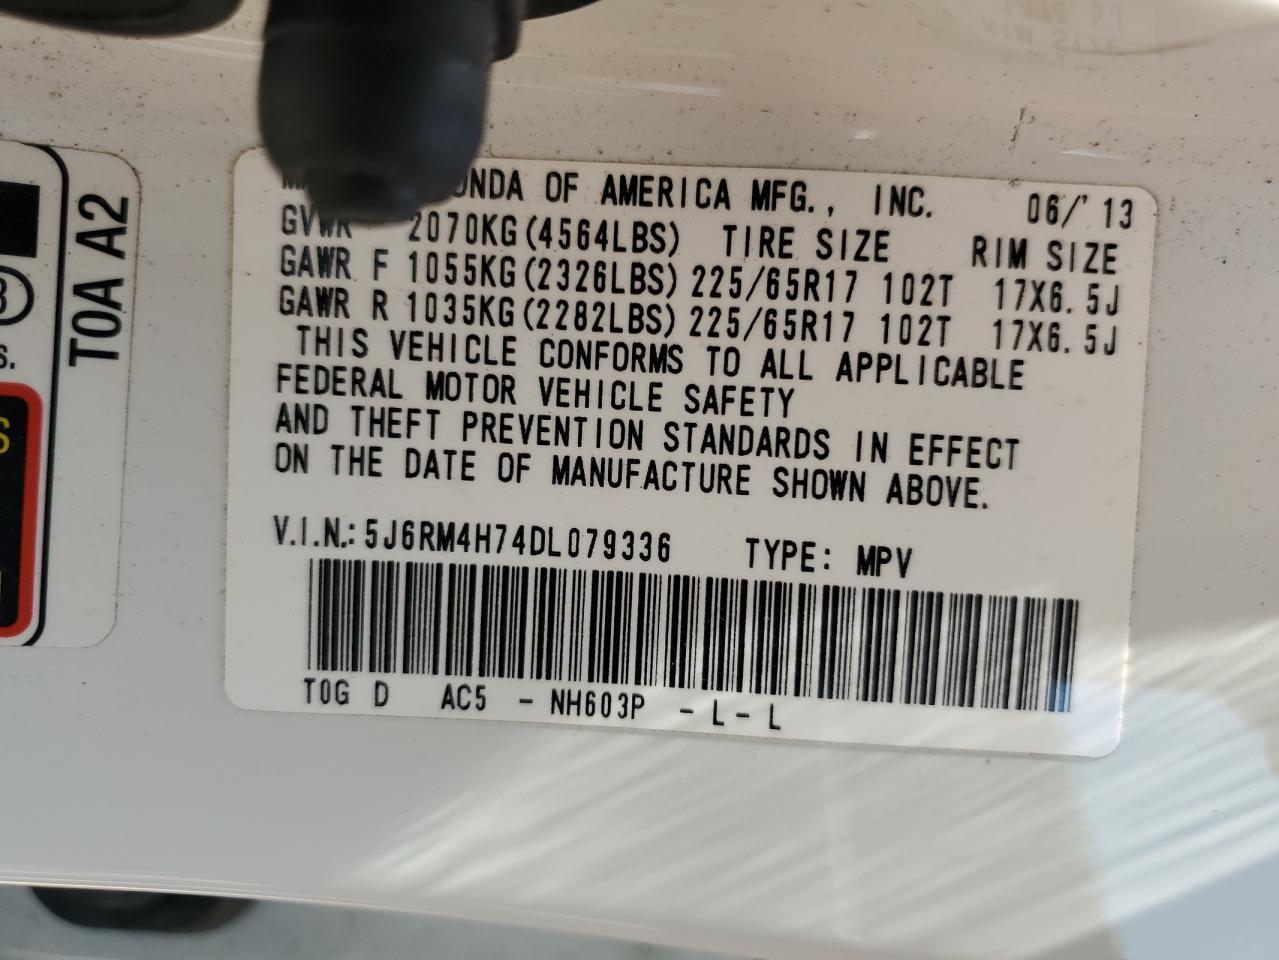 OF AMERICA MFG., INC. 06/'13
GVWR 2070KG(4564LBS) TIRE SIZE RIM SIZE
GAWR F 1055KG(2326LBS) 225/65R17 102T 17X6.5J
GAWR R 1035KG(2282LBS) 225/65R17 102T 17X6.5J
THIS VEHICLE CONFORMS TO ALL APPLICABLE
FEDERAL MOTOR VEHICLE SAFETY
AND THEFT PREVENTION STANDARDS IN EFFECT
ON THE DATE OF MANUFACTURE SHOWN ABOVE.
V.I.N.: 5J6RM4H74DL079336 TYPE: MPV
T0G D AC5 - NH603P - L - L
T0A A2